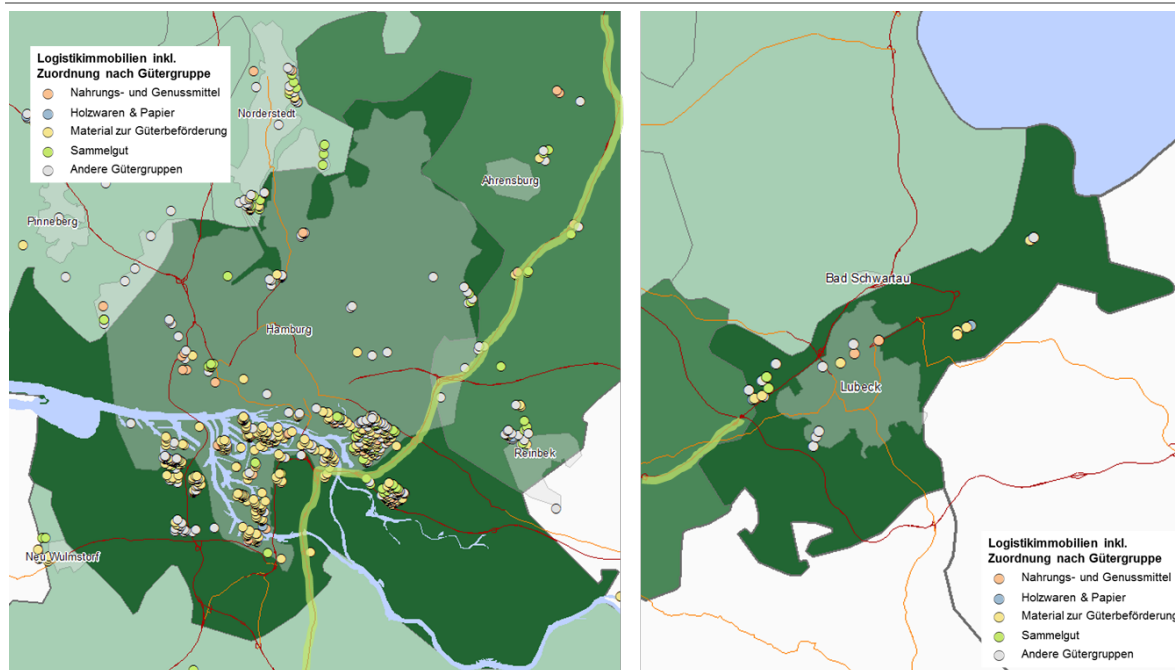 Logistikimmobilien inkl.
Zuordnung nach Gütergruppe
Nahrungs- und Genussmittel
Holzwaren & Papier
Material zur Güterbeförderung
Sammelgut
Andere Gütergruppen
Norderstedt
Ahrensburg
Pinneberg
Hamburg
Reinbek
Neu Wulmstorf
Bad Schwartau
Lübeck
Logistikimmobilien inkl.
Zuordnung nach Gütergruppe
Nahrungs- und Genussmittel
Holzwaren & Papier
Material zur Güterbeförderung
Sammelgut
Andere Gütergruppen